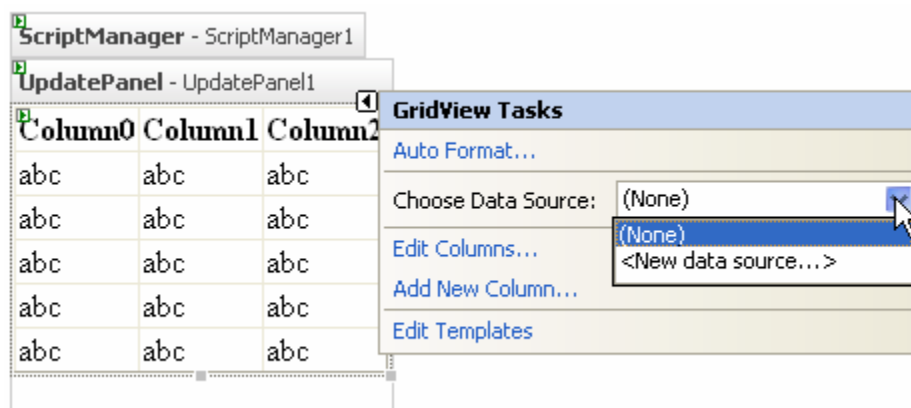 ScriptManager - ScriptManager1
UpdatePanel - UpdatePanel1
Column0 Column1 Column2
abc abc abc
abc abc abc
abc abc abc
abc abc abc
abc abc abc
GridView Tasks
Auto Format...
Choose Data Source: (None)
(None)
<New data source...>
Edit Columns...
Add New Column...
Edit Templates